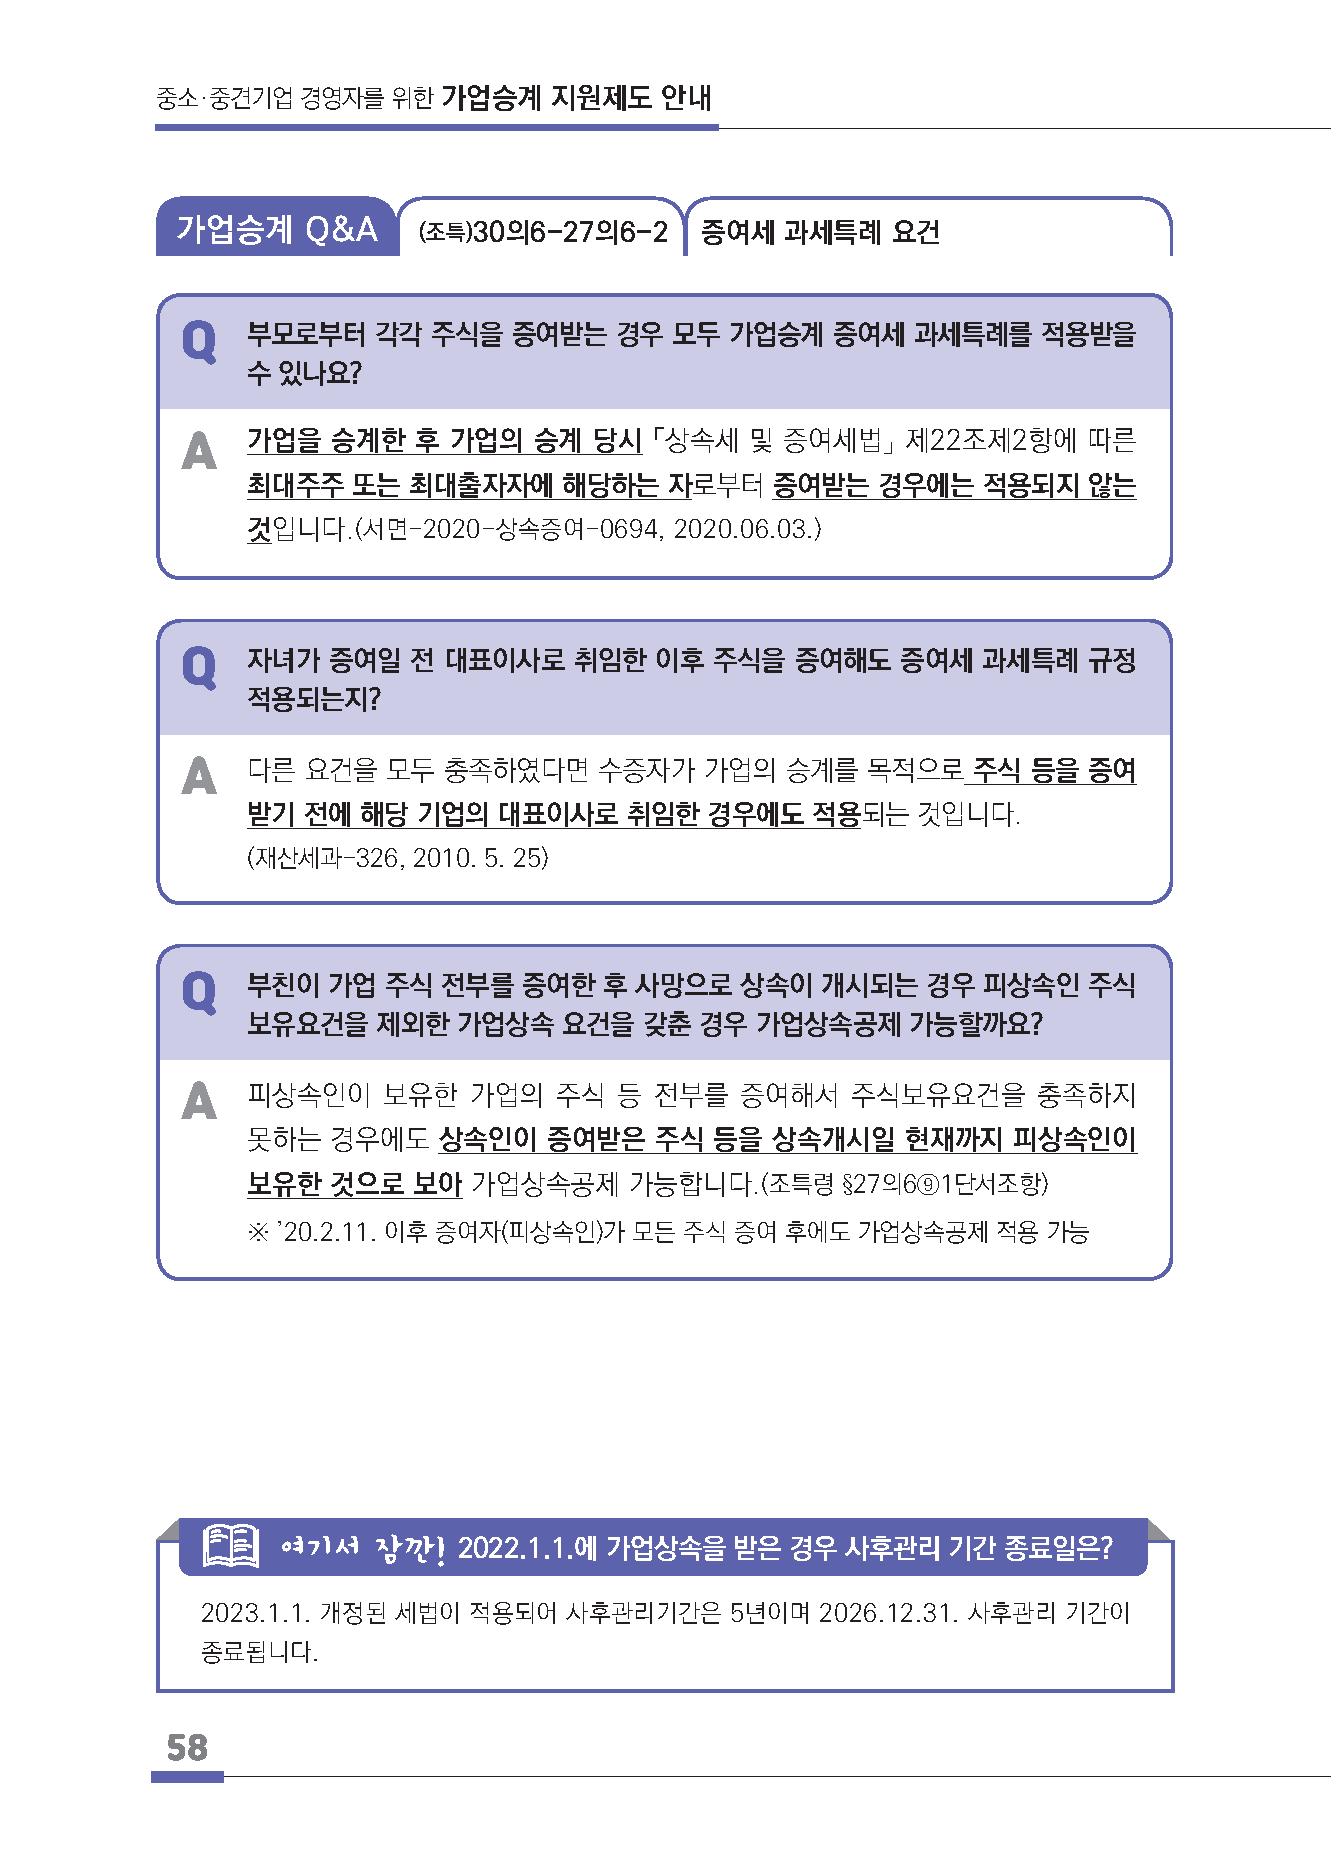 중소·중견기업 경영자를 위한 가업승계 지원제도 안내
가업승계 Q&A (조특)30의6-27의6-2 증여세 과세특례 요건
Q 부모로부터 각각 주식을 증여받는 경우 모두 가업승계 증여세 과세특례를 적용받을
수 있나요?
A 가업을 승계한 후 가업의 승계 당시 「상속세 및 증여세법」 제22조제2항에 따른
최대주주 또는 최대출자자에 해당하는 자로부터 증여받는 경우에는 적용되지 않는
것입니다.(서면-2020-상속증여-0694, 2020.06.03.)
Q 자녀가 증여일 전 대표이사로 취임한 이후 주식을 증여해도 증여세 과세특례 규정
적용되는지?
A 다른 요건을 모두 충족하였다면 수증자가 가업의 승계를 목적으로 주식 등을 증여
받기 전에 해당 기업의 대표이사로 취임한 경우에도 적용되는 것입니다.
(재산세과-326, 2010. 5. 25)
Q 부친이 가업 주식 전부를 증여한 후 사망으로 상속이 개시되는 경우 피상속인 주식
보유요건을 제외한 가업상속 요건을 갖춘 경우 가업상속공제 가능할까요?
A 피상속인이 보유한 가업의 주식 등 전부를 증여해서 주식보유요건을 충족하지
못하는 경우에도 상속인이 증여받은 주식 등을 상속개시일 현재까지 피상속인이
보유한 것으로 보아 가업상속공제 가능합니다.(조특령 §27의6⑨1단서조항)
※ ’20.2.11. 이후 증여자(피상속인)가 모든 주식 증여 후에도 가업상속공제 적용 가능
여기서 잠깐! 2022.1.1.에 가업상속을 받은 경우 사후관리 기간 종료일은?
2023.1.1. 개정된 세법이 적용되어 사후관리기간은 5년이며 2026.12.31. 사후관리 기간이
종료됩니다.
58